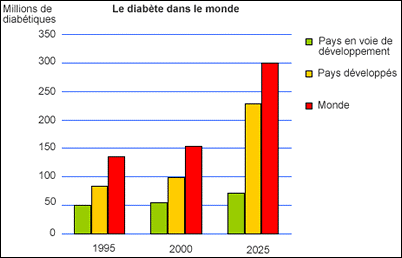 Millions de
diabétiques
Le diabète dans le monde
350
300
250
200
150
100
50
0
1995
2000
2025
Pays en voie de
développement
Pays développés
Monde